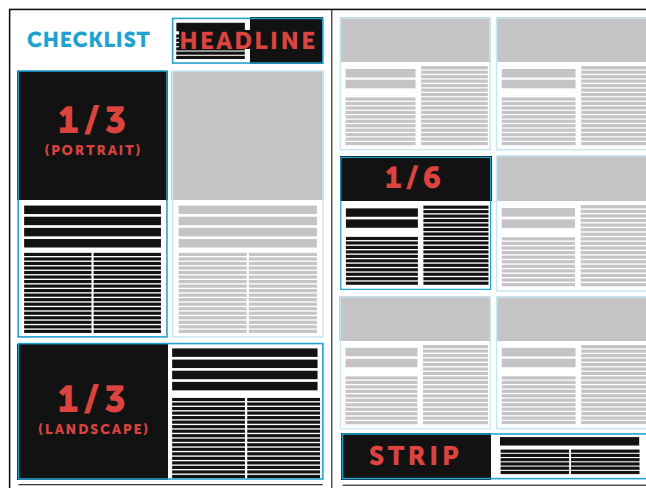 CHECKLIST
HEADLINE
1/3
(PORTRAIT)
1/3
(LANDSCAPE)
1/6
STRIP